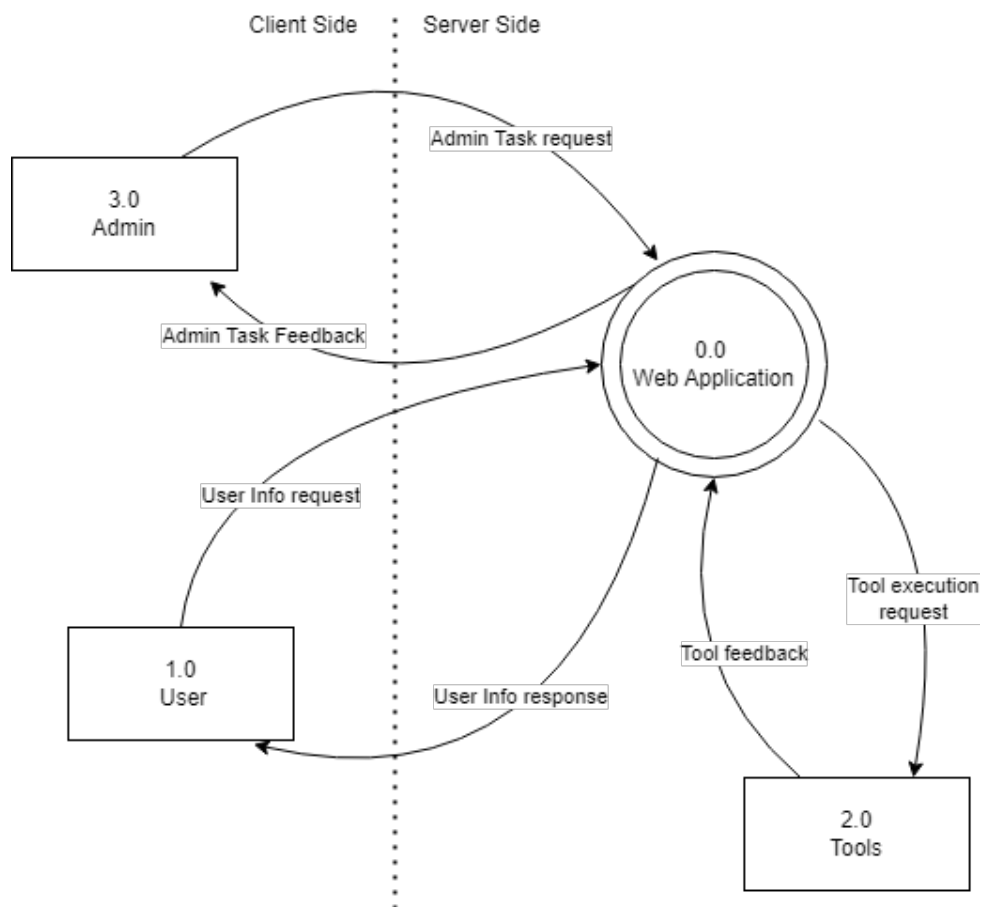 Client Side
Server Side
Admin Task request
3.0
Admin
Admin Task Feedback
0.0
Web Application
User Info request
Tool execution
request
Tool feedback
1.0
User
User Info response
2.0
Tools